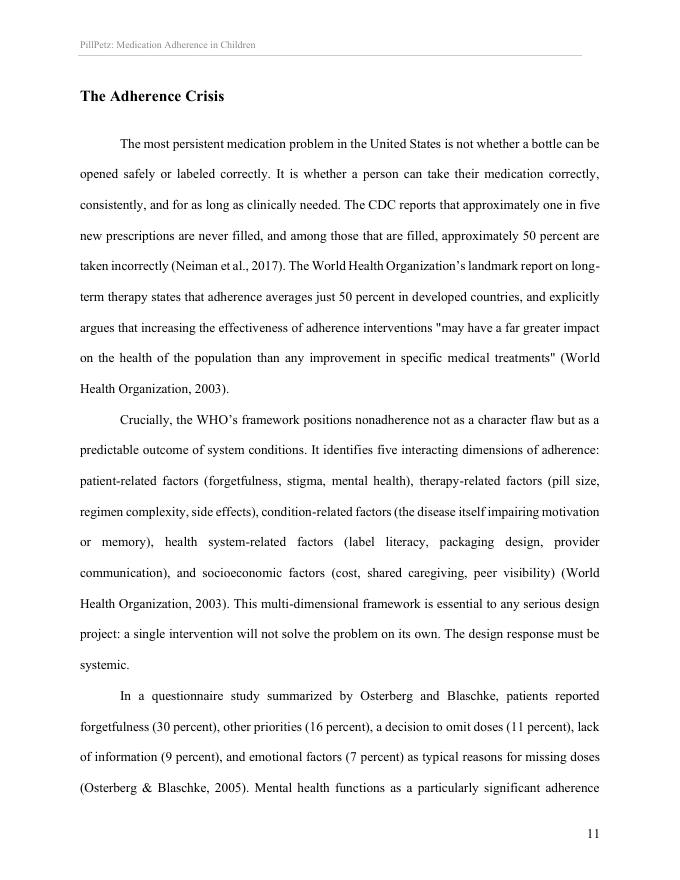 PillPetz: Medication Adherence in Children
The Adherence Crisis
The most persistent medication problem in the United States is not whether a bottle can be
opened safely or labeled correctly. It is whether a person can take their medication correctly,
consistently, and for as long as clinically needed. The CDC reports that approximately one in five
new prescriptions are never filled, and among those that are filled, approximately 50 percent are
taken incorrectly (Neiman et al., 2017). The World Health Organization’s landmark report on long-
term therapy states that adherence averages just 50 percent in developed countries, and explicitly
argues that increasing the effectiveness of adherence interventions "may have a far greater impact
on the health of the population than any improvement in specific medical treatments" (World
Health Organization, 2003).
Crucially, the WHO’s framework positions nonadherence not as a character flaw but as a
predictable outcome of system conditions. It identifies five interacting dimensions of adherence:
patient-related factors (forgetfulness, stigma, mental health), therapy-related factors (pill size,
regimen complexity, side effects), condition-related factors (the disease itself impairing motivation
or memory), health system-related factors (label literacy, packaging design, provider
communication), and socioeconomic factors (cost, shared caregiving, peer visibility) (World
Health Organization, 2003). This multi-dimensional framework is essential to any serious design
project: a single intervention will not solve the problem on its own. The design response must be
systemic.
In a questionnaire study summarized by Osterberg and Blaschke, patients reported
forgetfulness (30 percent), other priorities (16 percent), a decision to omit doses (11 percent), lack
of information (9 percent), and emotional factors (7 percent) as typical reasons for missing doses
(Osterberg & Blaschke, 2005). Mental health functions as a particularly significant adherence
11